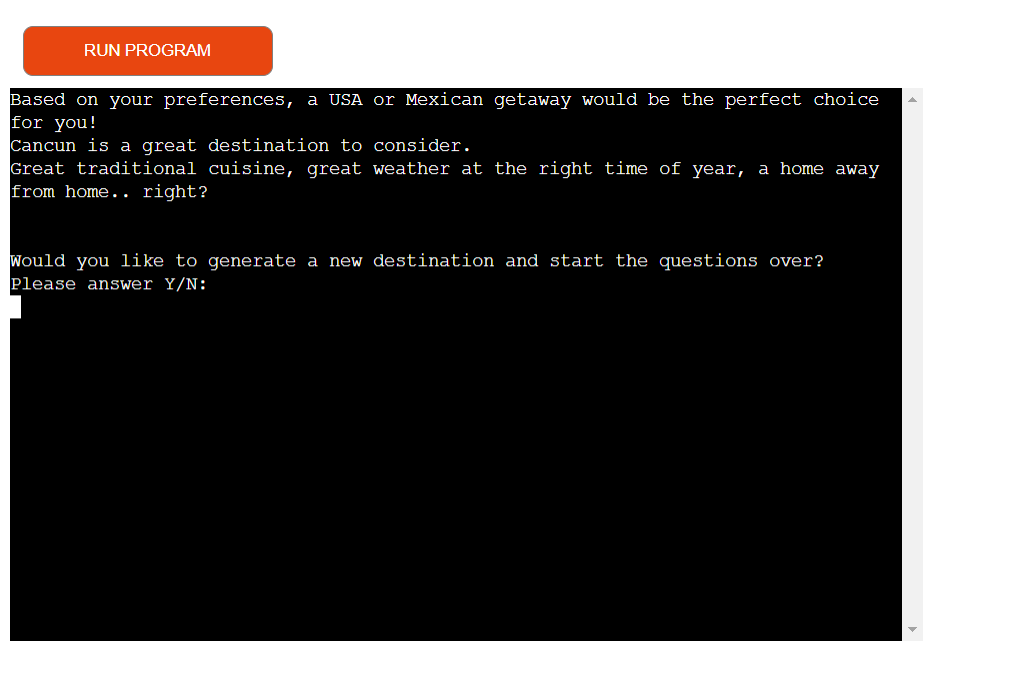 RUN PROGRAM
Based on your preferences, a USA or Mexican getaway would be the perfect choice
for you!
Cancun is a great destination to consider.
Great traditional cuisine, great weather at the right time of year, a home away
from home.. right?
Would you like to generate a new destination and start the questions over?
Please answer Y/N: